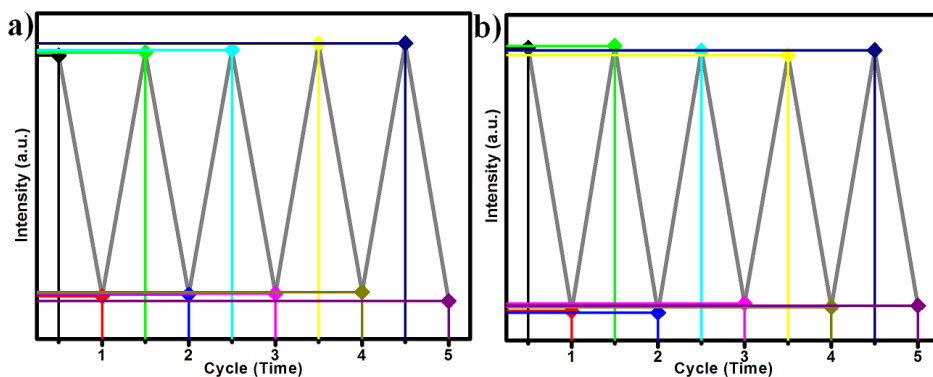 a)
Intensity (a.u.)
1 2 3 4 5
Cycle (Time)
b)
Intensity (a.u.)
1 2 3 4 5
Cycle (Time)